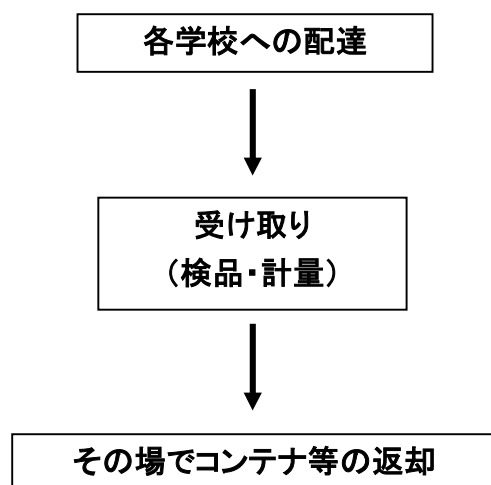 各学校への配達
受け取り
（検品・計量）
その場でコンテナ等の返却